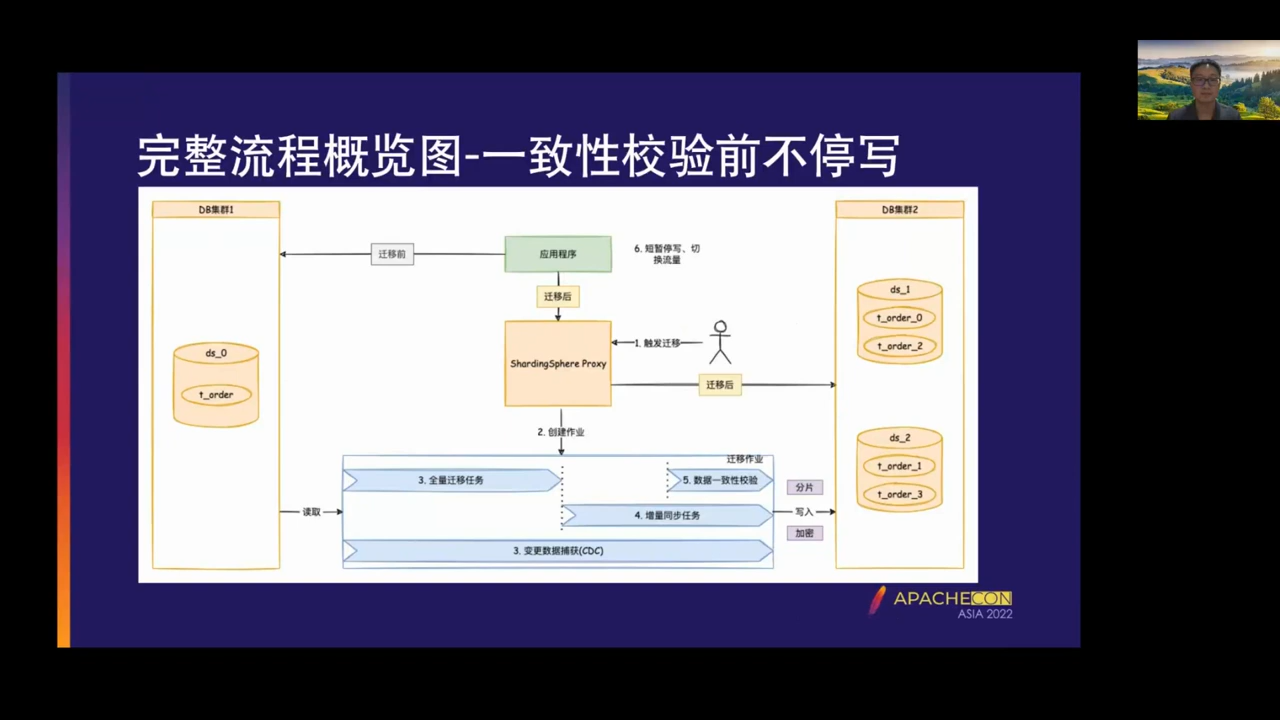 完整流程概览图-一致性校验前不停写
DB集群1
DB集群2
迁移前
应用程序
6. 短暂停写、切
换流量
迁移后
ds_0
t_order
ShardingSphere Proxy
1. 触发迁移
迁移后
ds_1
t_order_0
t_order_2
2. 创建作业
迁移作业
3. 全量迁移任务
5. 数据一致性校验
分片
读取
4. 增量同步任务
写入
加密
3. 变更数据捕获(CDC)
ds_2
t_order_1
t_order_3
APACHECON
ASIA 2022